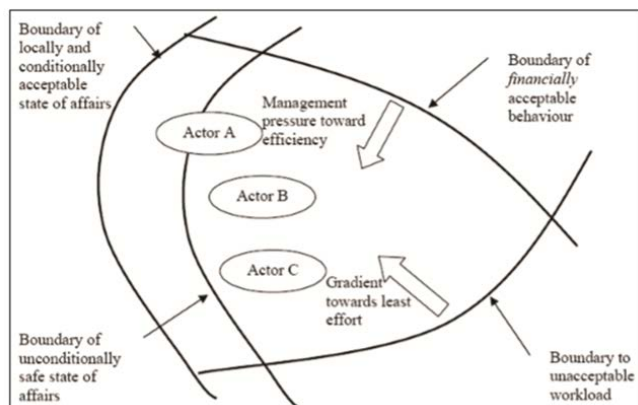 Boundary of
locally and
conditionally
acceptable
state of affairs
Boundary of
financially
acceptable
behaviour
Management
pressure toward
efficiency
Actor A
Actor B
Actor C
Gradient
towards least
effort
Boundary of
unconditionally
safe state of
affairs
Boundary to
unacceptable
workload